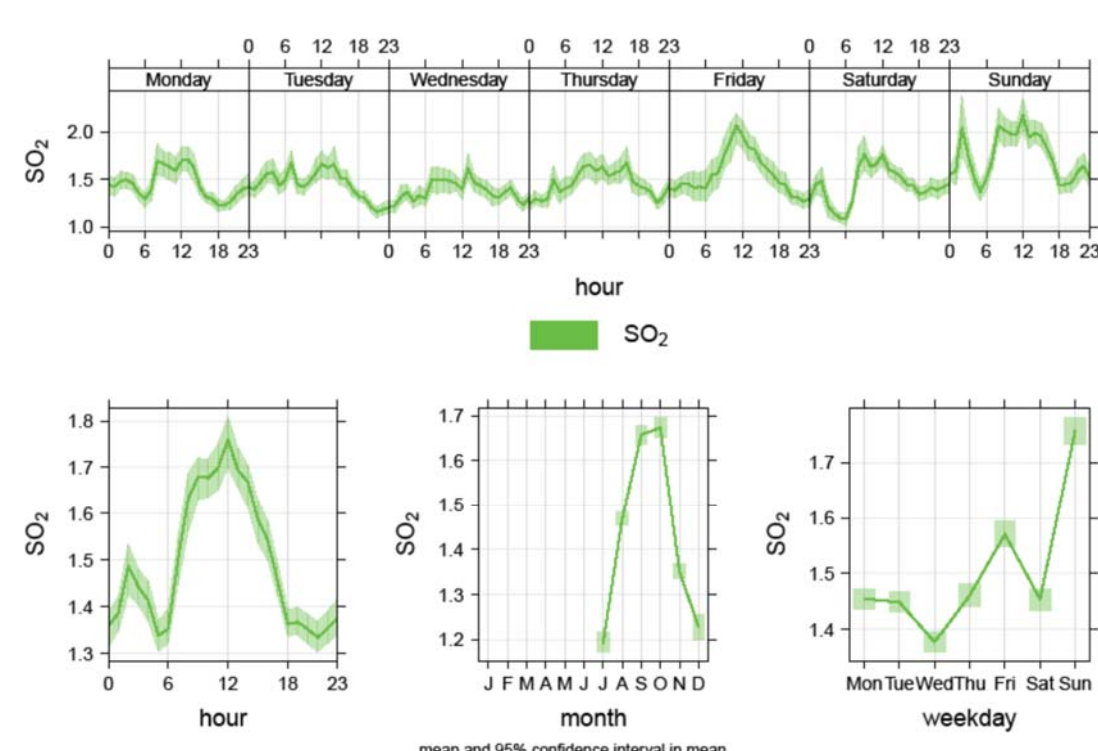 0 6 12 18 23 0 6 12 18 23 0 6 12 18 23
Monday Tuesday Wednesday Thursday Friday Saturday Sunday
SO₂
2.0
1.5
1.0
0 6 12 18 23 0 6 12 18 23 0 6 12 18 23 0 6 12 18 23
hour
SO₂
SO₂
1.8
1.7
1.6
1.5
1.4
1.3
0 6 12 18 23
hour
SO₂
1.7
1.6
1.5
1.4
1.3
1.2
J F M A M J J A S O N D
month
SO₂
1.7
1.6
1.5
1.4
Mon Tue Wed Thu Fri Sat Sun
weekday
mean and 95% confidence interval in mean